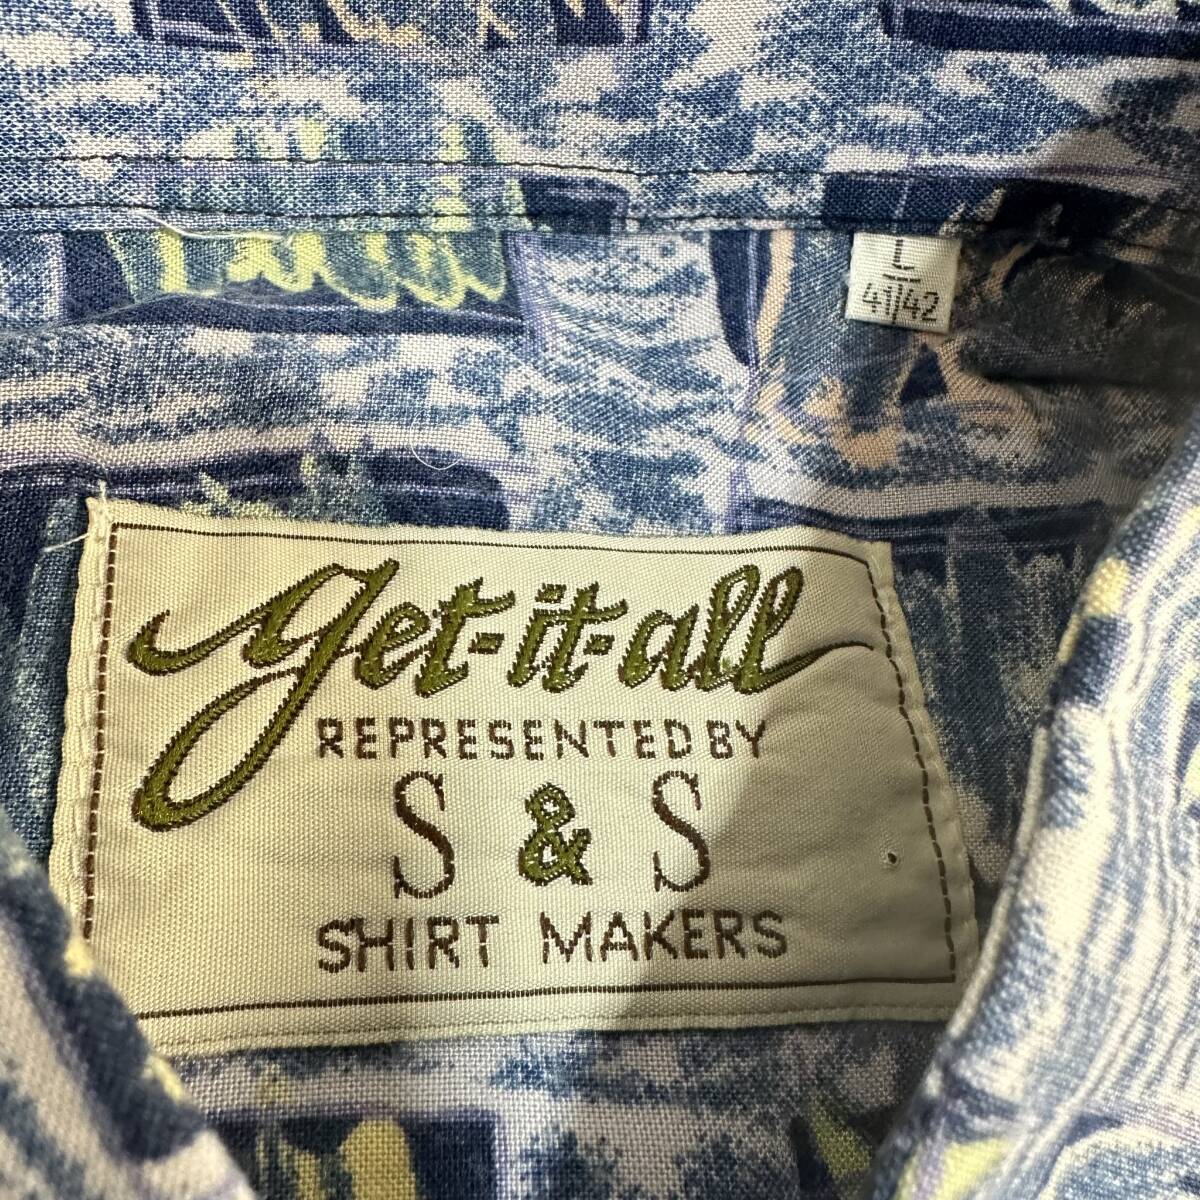 L
41/42
get-it-all
REPRESENTED BY
S & S
SHIRT MAKERS